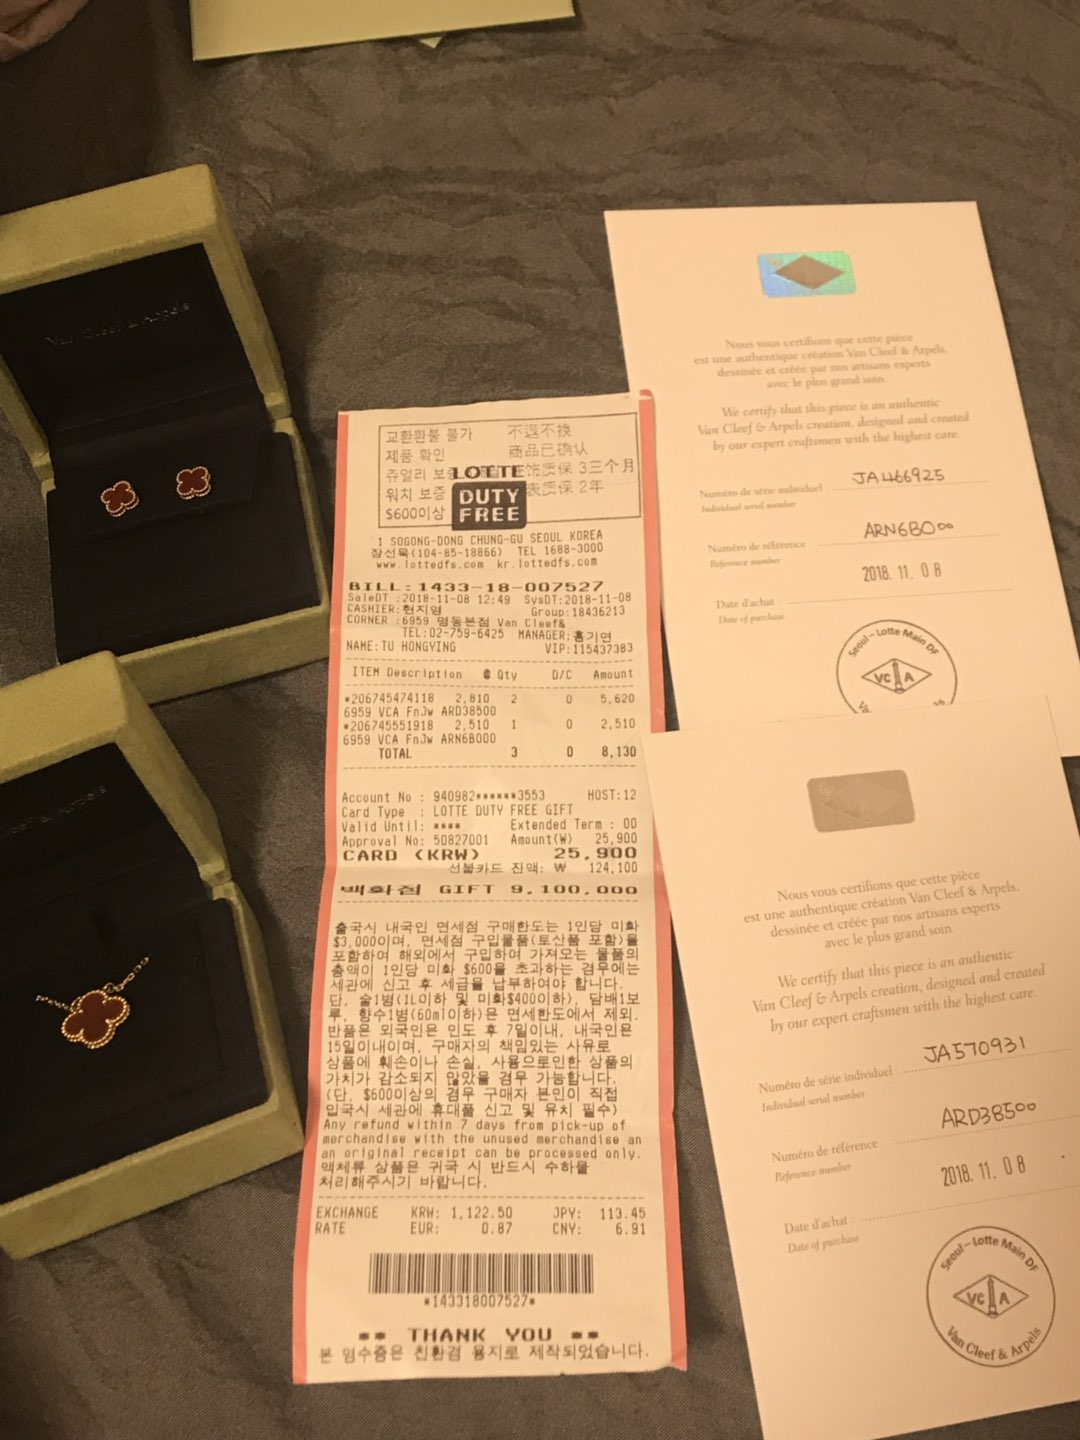 Van Cleef & Arpels
교환환불 불가 不退不换
제품 확인 商品已确认
쥬얼리 보증 饰质保 3三个月
워치 보증 表质保 2年
$600이상
LOTTE
DUTY
FREE
1 SOGONG-DONG CHUNG-GU SEOUL KOREA
장선욱(104-85-18866) TEL 1688-3000
www.lottedfs.com kr.lottedfs.com
BILL:1433-18-007527
SaleDT :2018-11-08 12:49 SysDT:2018-11-08
CASHIER:현지영 Group:18436213
CORNER :6959 명동본점 Van Cleef&
TEL:02-759-6425 MANAGER:홍기면
NAME:TU HONGYING VIP:115437383
ITEM Description @ Qty D/C Amount
*206745474118 2,810 2 0 5,620
6959 VCA FnJw ARD38500
*206745551918 2,510 1 0 2,510
6959 VCA FnJw ARN6B000
TOTAL 3 0 8,130
Account No : 940982******3553 HOST:12
Card Type : LOTTE DUTY FREE GIFT
Valid Until: **** Extended Term : 00
Approval No: 50827001 Amount(W) 25,900
CARD (KRW) 25,900
선불카드 잔액: ₩ 124,100
백화점 GIFT 9,100,000
출국시 내국인 면세점 구매한도는 1인당 미화
$3,000이며, 면세점 구입물품(토산품 포함)을
포함하여 해외에서 구입하여 가져오는 물품의
총액이 1인당 미화 $600을 초과하는 경우에는
세관에 신고 후 세금을 납부하여야 합니다.
단, 술1병(1L이하 및 미화$400이하), 담배1보
루, 향수1병(60ml이하)은 면세한도에서 제외.
반품은 외국인은 인도 후 7일이내, 내국인은
15일이내이며, 구매자의 책임있는 사유로
상품에 훼손이나 손실, 사용으로인한 상품의
가치가 감소되지 않았을 경우 가능합니다.
(단, $600이상의 경우 구매자 본인이 직접
입국시 세관에 휴대품 신고 및 유치 필수)
Any refund within 7 days from pick-up of
merchandise with the unused merchandise an
an original receipt can be processed only.
액체류 상품은 귀국 시 반드시 수하물
처리해주시기 바랍니다.
EXCHANGE KRW: 1,122.50 JPY: 113.45
RATE EUR: 0.87 CNY: 6.91
*143318007527*
** THANK YOU **
본 영수증은 친환경 용지로 제작되었습니다.
Nous vous certifions que cette pièce
est une authentique création Van Cleef & Arpels,
dessinée et créée par nos artisans experts
avec le plus grand soin.
We certify that this piece is an authentic
Van Cleef & Arpels creation, designed and created
by our expert craftsmen with the highest care.
Numéro de série individuel : JA466925
Individual serial number
Numéro de référence : ARN6B000
Reference number
2018. 11. 08
Date d'achat :
Date of purchase
Seoul-Lotte Main DF
VCA
Nous vous certifions que cette pièce
est une authentique création Van Cleef & Arpels,
dessinée et créée par nos artisans experts
avec le plus grand soin.
We certify that this piece is an authentic
Van Cleef & Arpels creation, designed and created
by our expert craftsmen with the highest care.
Numéro de série individuel : JA570931
Individual serial number
Numéro de référence : ARD38500
Reference number
2018. 11. 08
Date d'achat :
Date of purchase
Seoul-Lotte Main DF
VCA
Van Cleef & Arpels